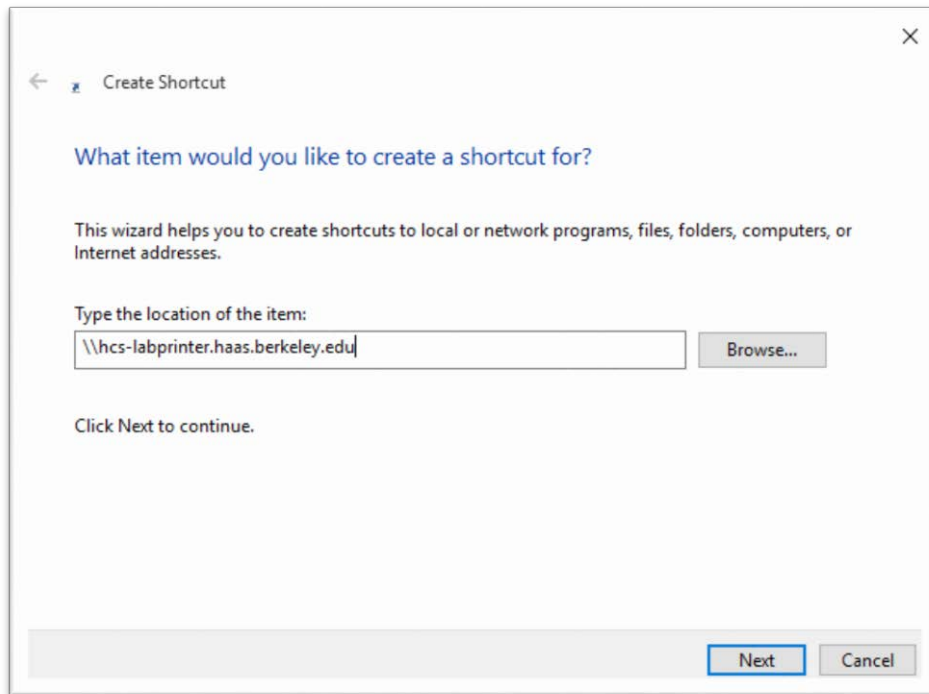 Create Shortcut
What item would you like to create a shortcut for?
This wizard helps you to create shortcuts to local or network programs, files, folders, computers, or
Internet addresses.
Type the location of the item:
\\hcs-labprinter.haas.berkeley.edu
Browse...
Click Next to continue.
Next
Cancel